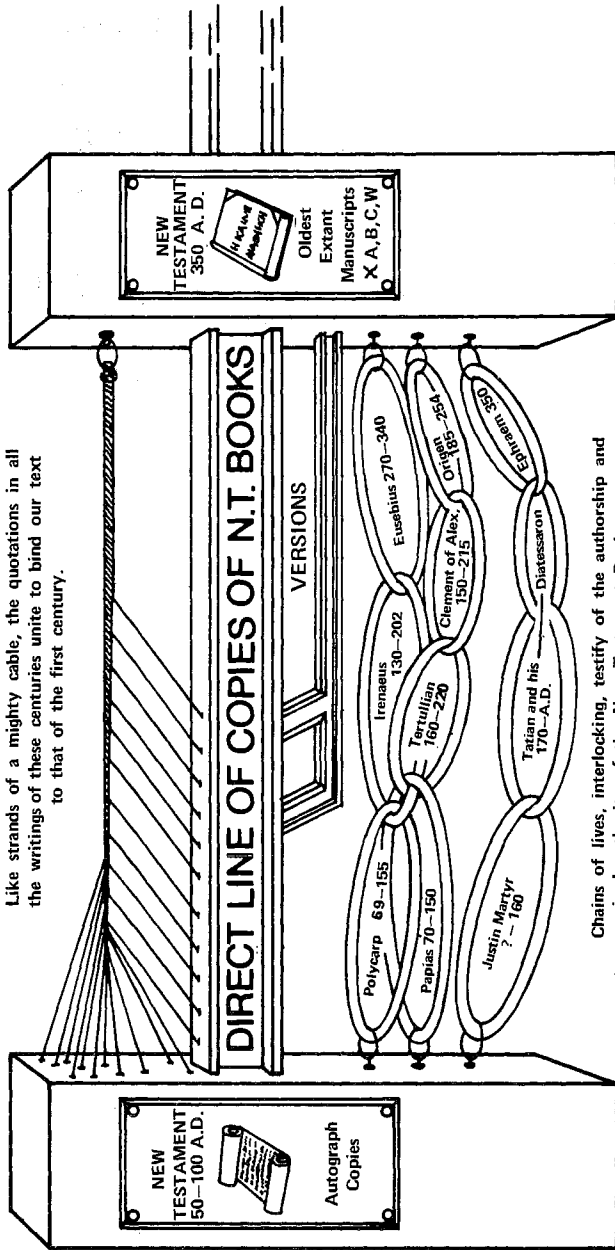 Like strands of a mighty cable, the quotations in all
the writings of these centuries unite to bind our text
to that of the first century.
NEW
TESTAMENT
50–100 A.D.
Autograph
Copies
DIRECT LINE OF COPIES OF N.T. BOOKS
VERSIONS
Polycarp 69–155
Irenaeus
130–202
Eusebius 270–340
Papias 70–150
Tertullian
160–220
Clement of Alex,
150–215
Origen
185–254
Justin Martyr
? – 160
Tatian and his
170–A.D.
Diatessaron
Ephraem 350
NEW
TESTAMENT
350 A. D.
Oldest
Extant
Manuscripts
X A,B,C,W
Chains of lives, interlocking, testify of the authorship and